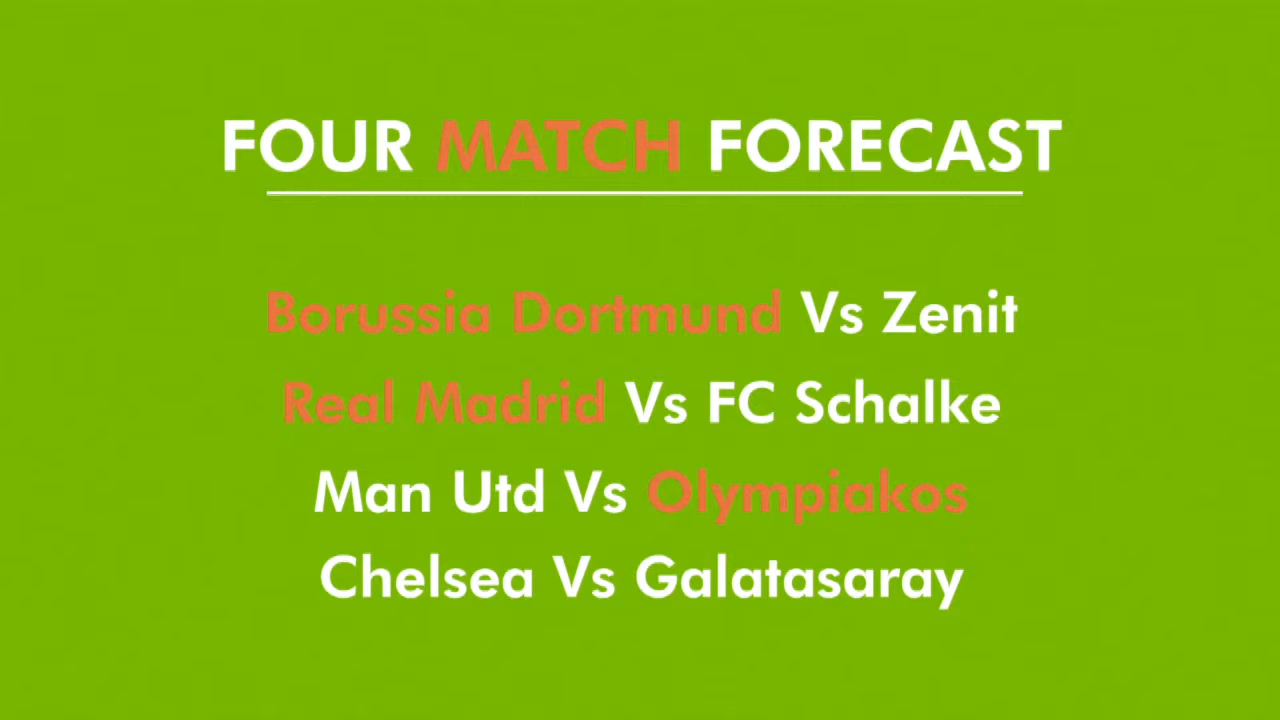 FOUR MATCH FORECAST
Borussia Dortmund Vs Zenit
Real Madrid Vs FC Schalke
Man Utd Vs Olympiakos
Chelsea Vs Galatasaray